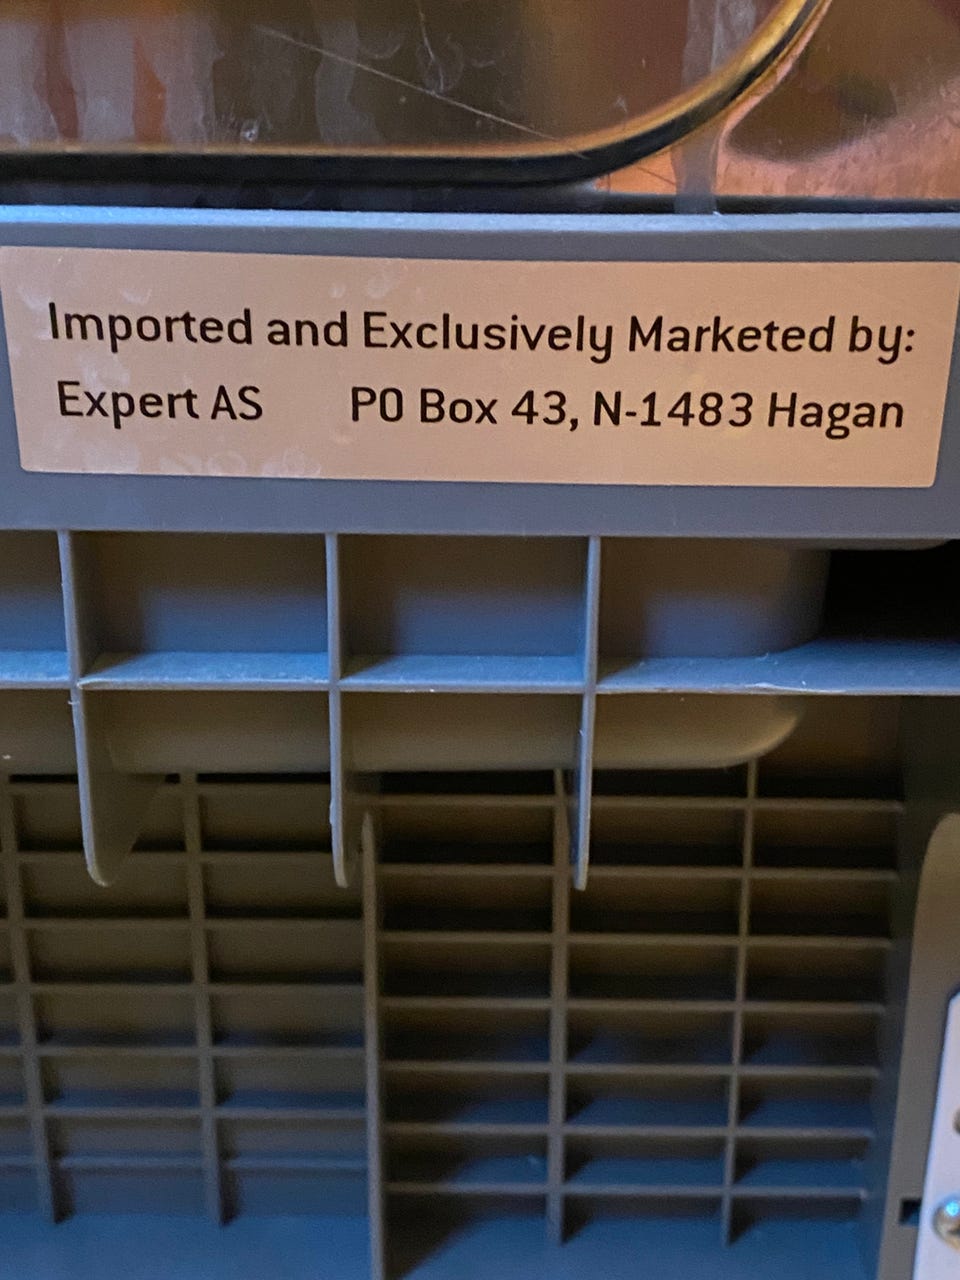 Imported and Exclusively Marketed by:
Expert AS PO Box 43, N-1483 Hagan